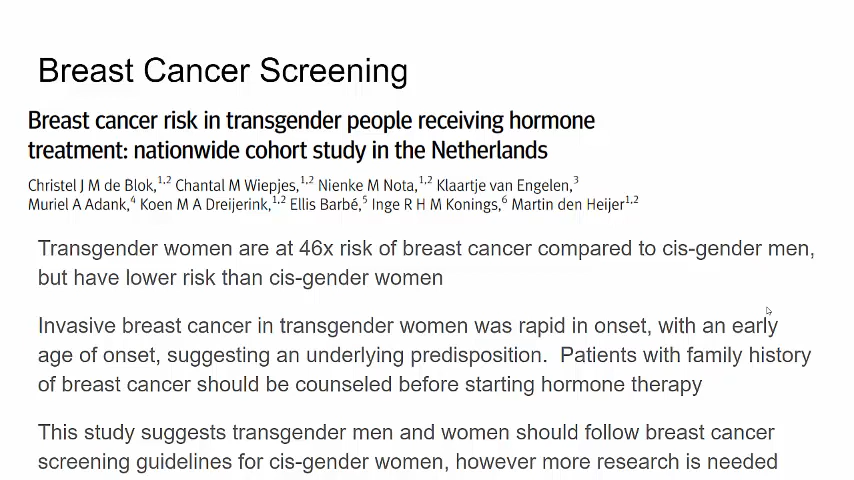 Breast Cancer Screening
Breast cancer risk in transgender people receiving hormone
treatment: nationwide cohort study in the Netherlands
Christel J M de Blok,1,2 Chantal M Wiepjes,1,2 Nienke M Nota,1,2 Klaartje van Engelen,3
Muriel A Adank,4 Koen M A Dreijerink,1,2 Ellis Barbé,5 Inge R H M Konings,6 Martin den Heijer1,2
Transgender women are at 46x risk of breast cancer compared to cis-gender men,
but have lower risk than cis-gender women
Invasive breast cancer in transgender women was rapid in onset, with an early
age of onset, suggesting an underlying predisposition.  Patients with family history
of breast cancer should be counseled before starting hormone therapy
This study suggests transgender men and women should follow breast cancer
screening guidelines for cis-gender women, however more research is needed